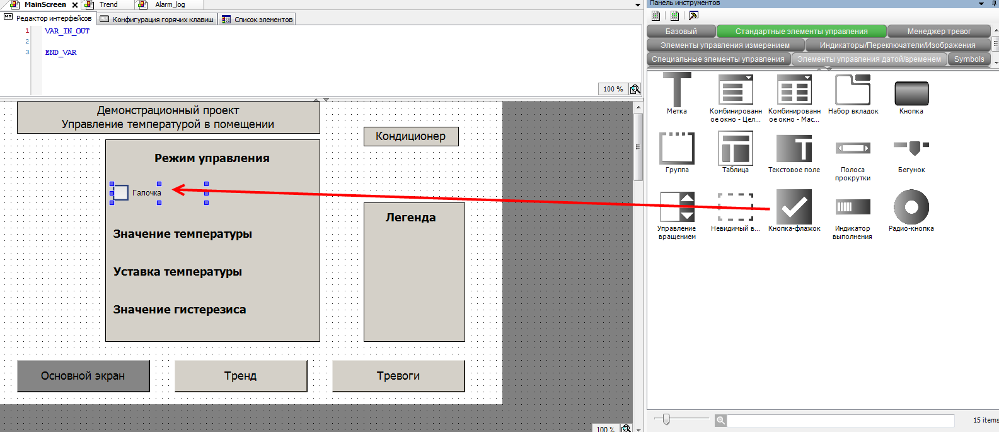 MainScreen Trend Alarm_log
Редактор интерфейсов Конфигурация горячих клавиш Список элементов
1 VAR_IN_OUT
2
3 END_VAR
100 %
Демонстрационный проект
Управление температурой в помещении
Кондиционер
Режим управления
Галочка
Легенда
Значение температуры
Уставка температуры
Значение гистерезиса
Основной экран Тренд Тревоги
100 %
Панель инструментов
Базовый Стандартные элементы управления Менеджер тревог
Элементы управления измерением Индикаторы/Переключатели/Изображения
Специальные элементы управления Элементы управления датой/временем Symbols
Метка Комбинированн Комбинированн Набор вкладок Кнопка
ое окно - Цел... ое окно - Мас...
Группа Таблица Текстовое поле Полоса Бегунок
прокрутки
Управление Невидимый в... Кнопка-флажок Индикатор Радио-кнопка
вращением выполнения
15 items